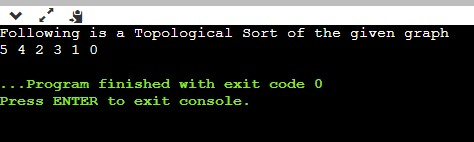 Following is a Topological Sort of the given graph
5 4 2 3 1 0
...Program finished with exit code 0
Press ENTER to exit console.